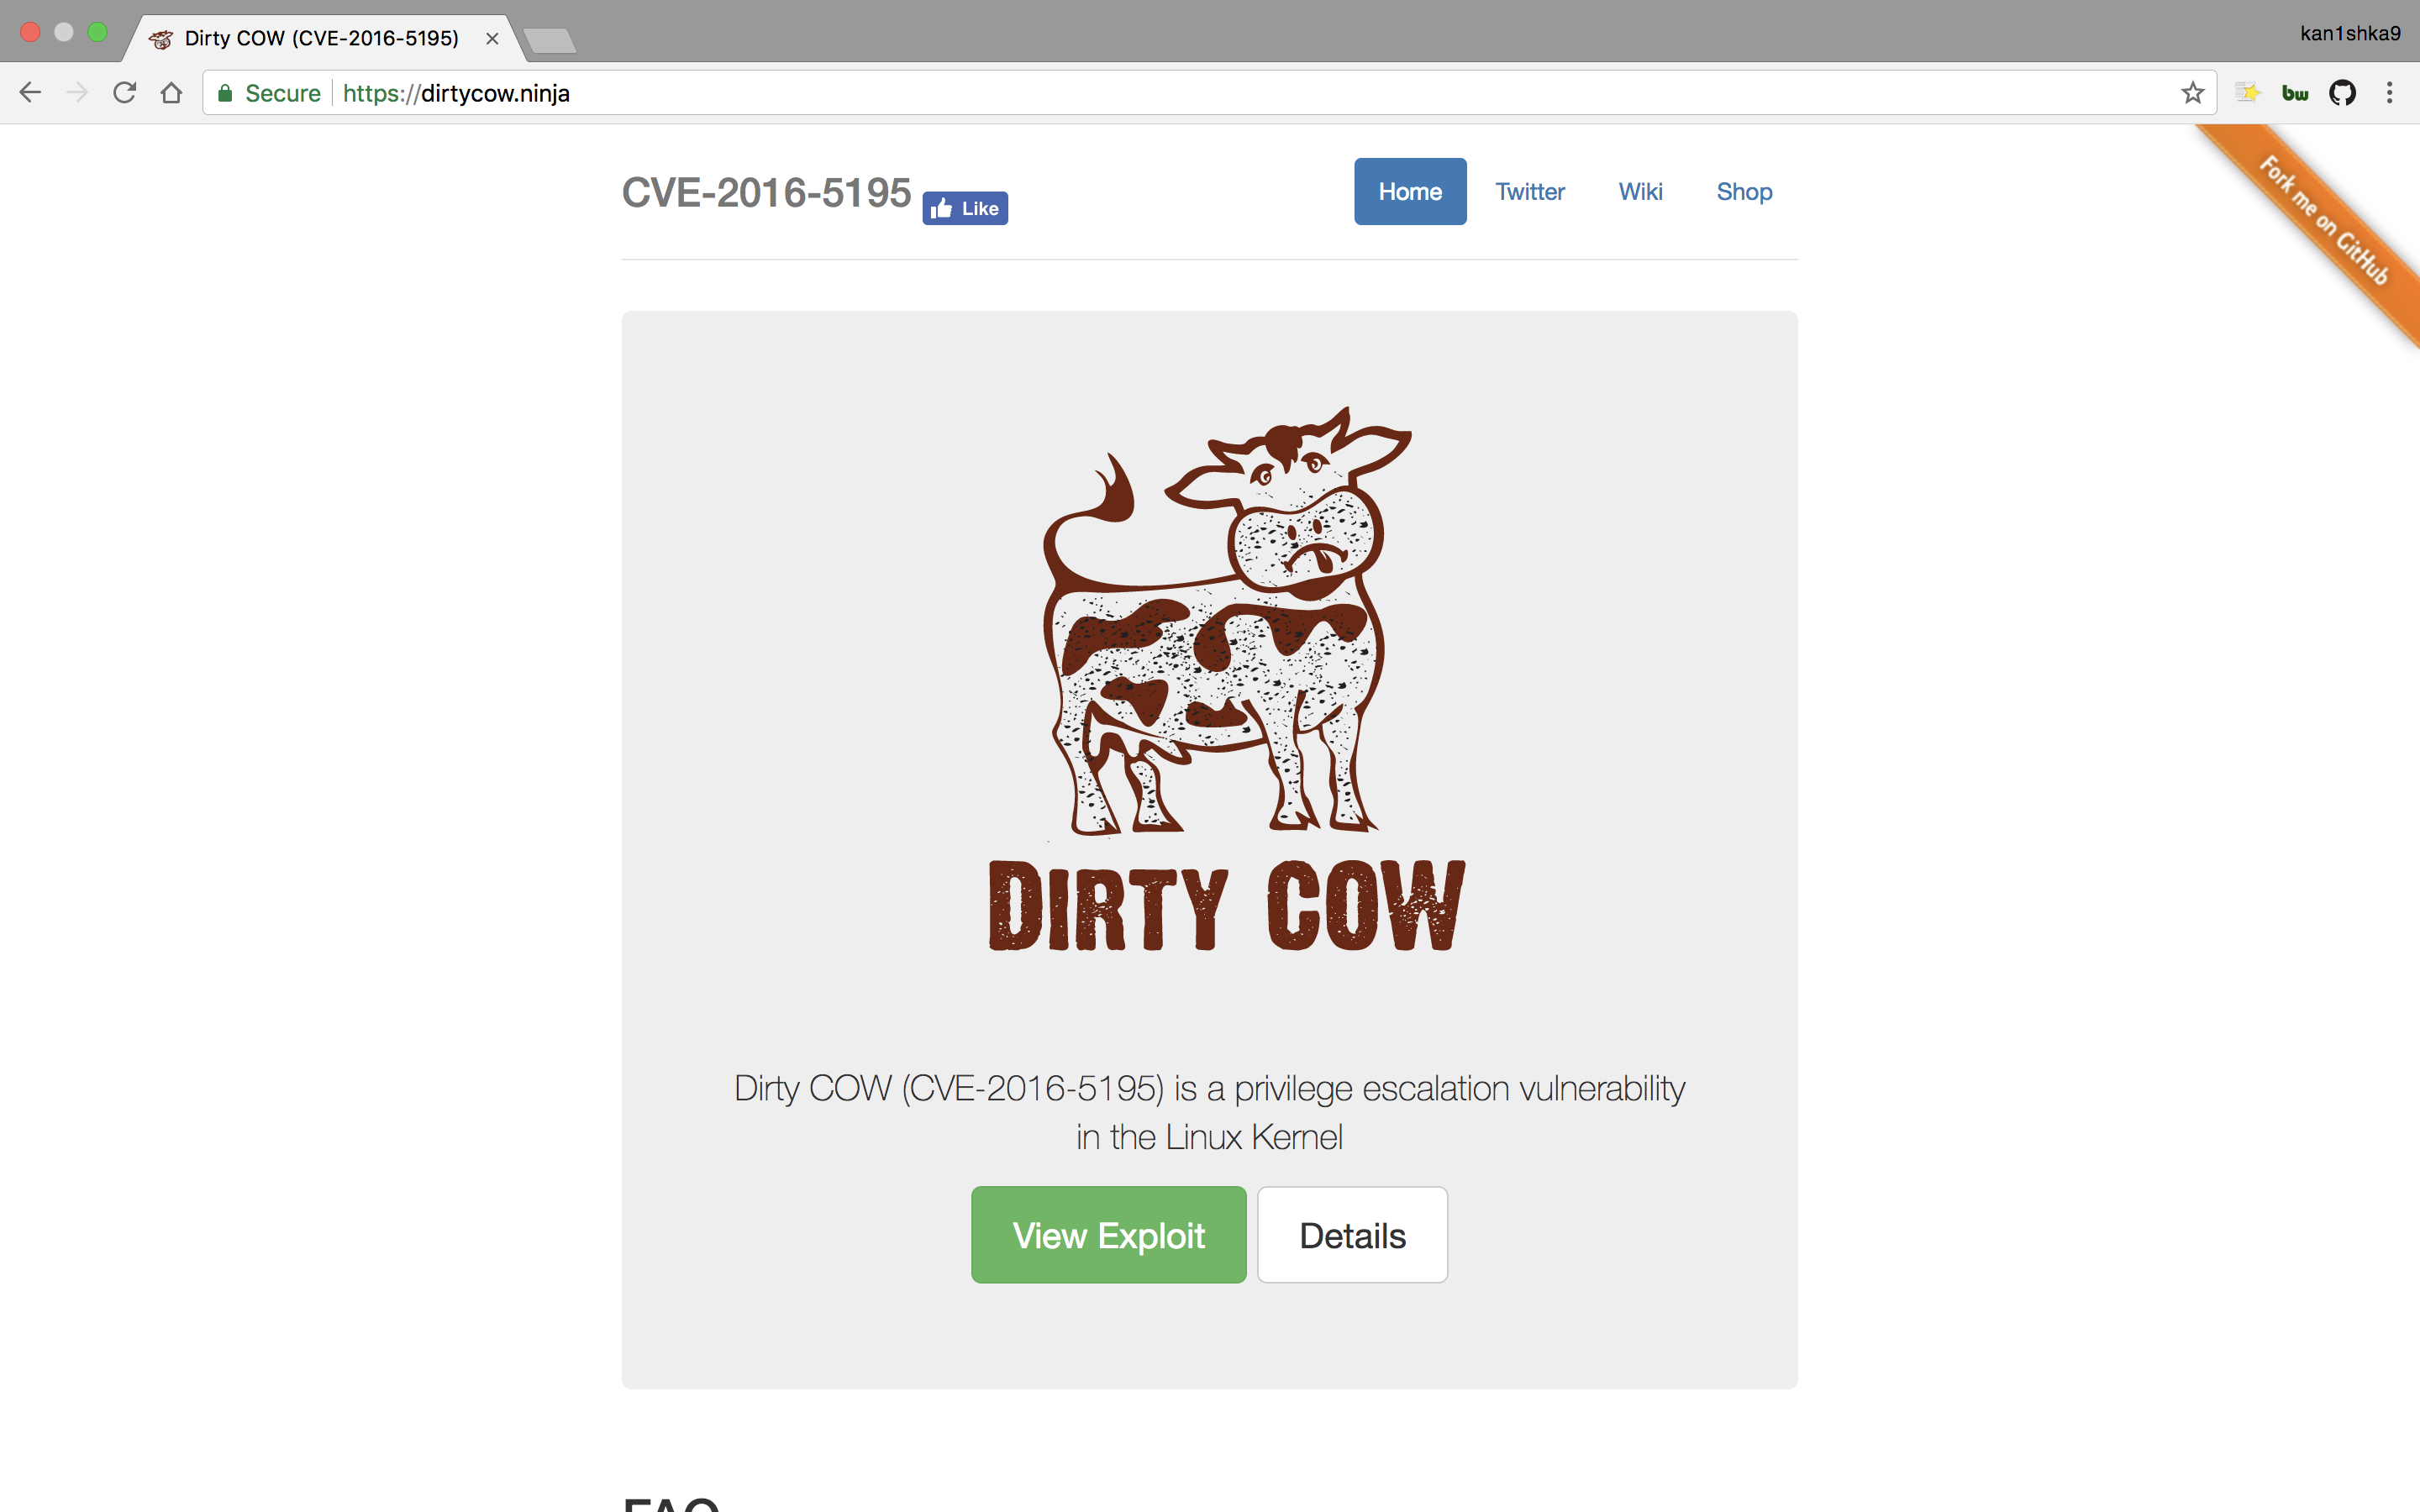 Dirty COW (CVE-2016-5195)
kan1shka9
Secure https://dirtycow.ninja
bw
CVE-2016-5195
Like
Home Twitter Wiki Shop
Fork me on GitHub
DIRTY COW
Dirty COW (CVE-2016-5195) is a privilege escalation vulnerability
in the Linux Kernel
View Exploit Details
FAQ